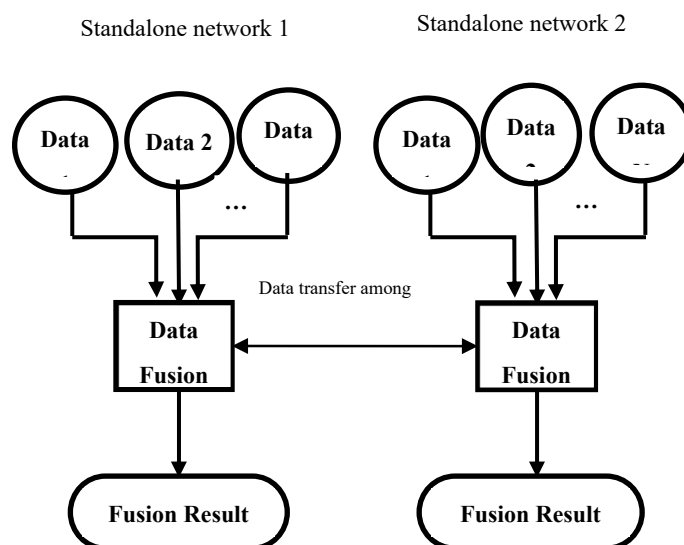 Standalone network 1
Standalone network 2
Data
Data 2
Data
Data
Data
Data
...
...
Data transfer among
Data
Fusion
Data
Fusion
Fusion Result
Fusion Result